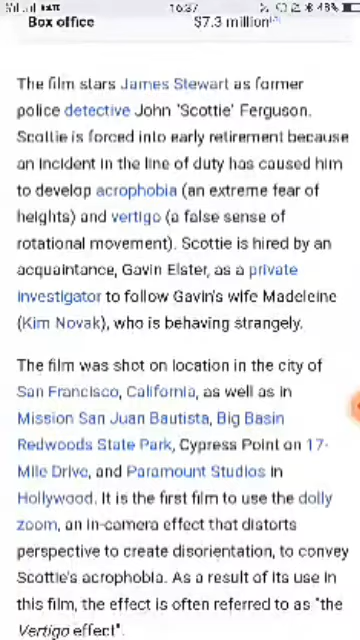 16:37
48%
Box office $7.3 million
The film stars James Stewart as former
police detective John 'Scottie' Ferguson.
Scottie is forced into early retirement because
an incident in the line of duty has caused him
to develop acrophobia (an extreme fear of
heights) and vertigo (a false sense of
rotational movement). Scottie is hired by an
acquaintance, Gavin Elster, as a private
investigator to follow Gavin's wife Madeleine
(Kim Novak), who is behaving strangely.
The film was shot on location in the city of
San Francisco, California, as well as in
Mission San Juan Bautista, Big Basin
Redwoods State Park, Cypress Point on 17-
Mile Drive, and Paramount Studios in
Hollywood. It is the first film to use the dolly
zoom, an in-camera effect that distorts
perspective to create disorientation, to convey
Scottie's acrophobia. As a result of its use in
this film, the effect is often referred to as "the
Vertigo effect".